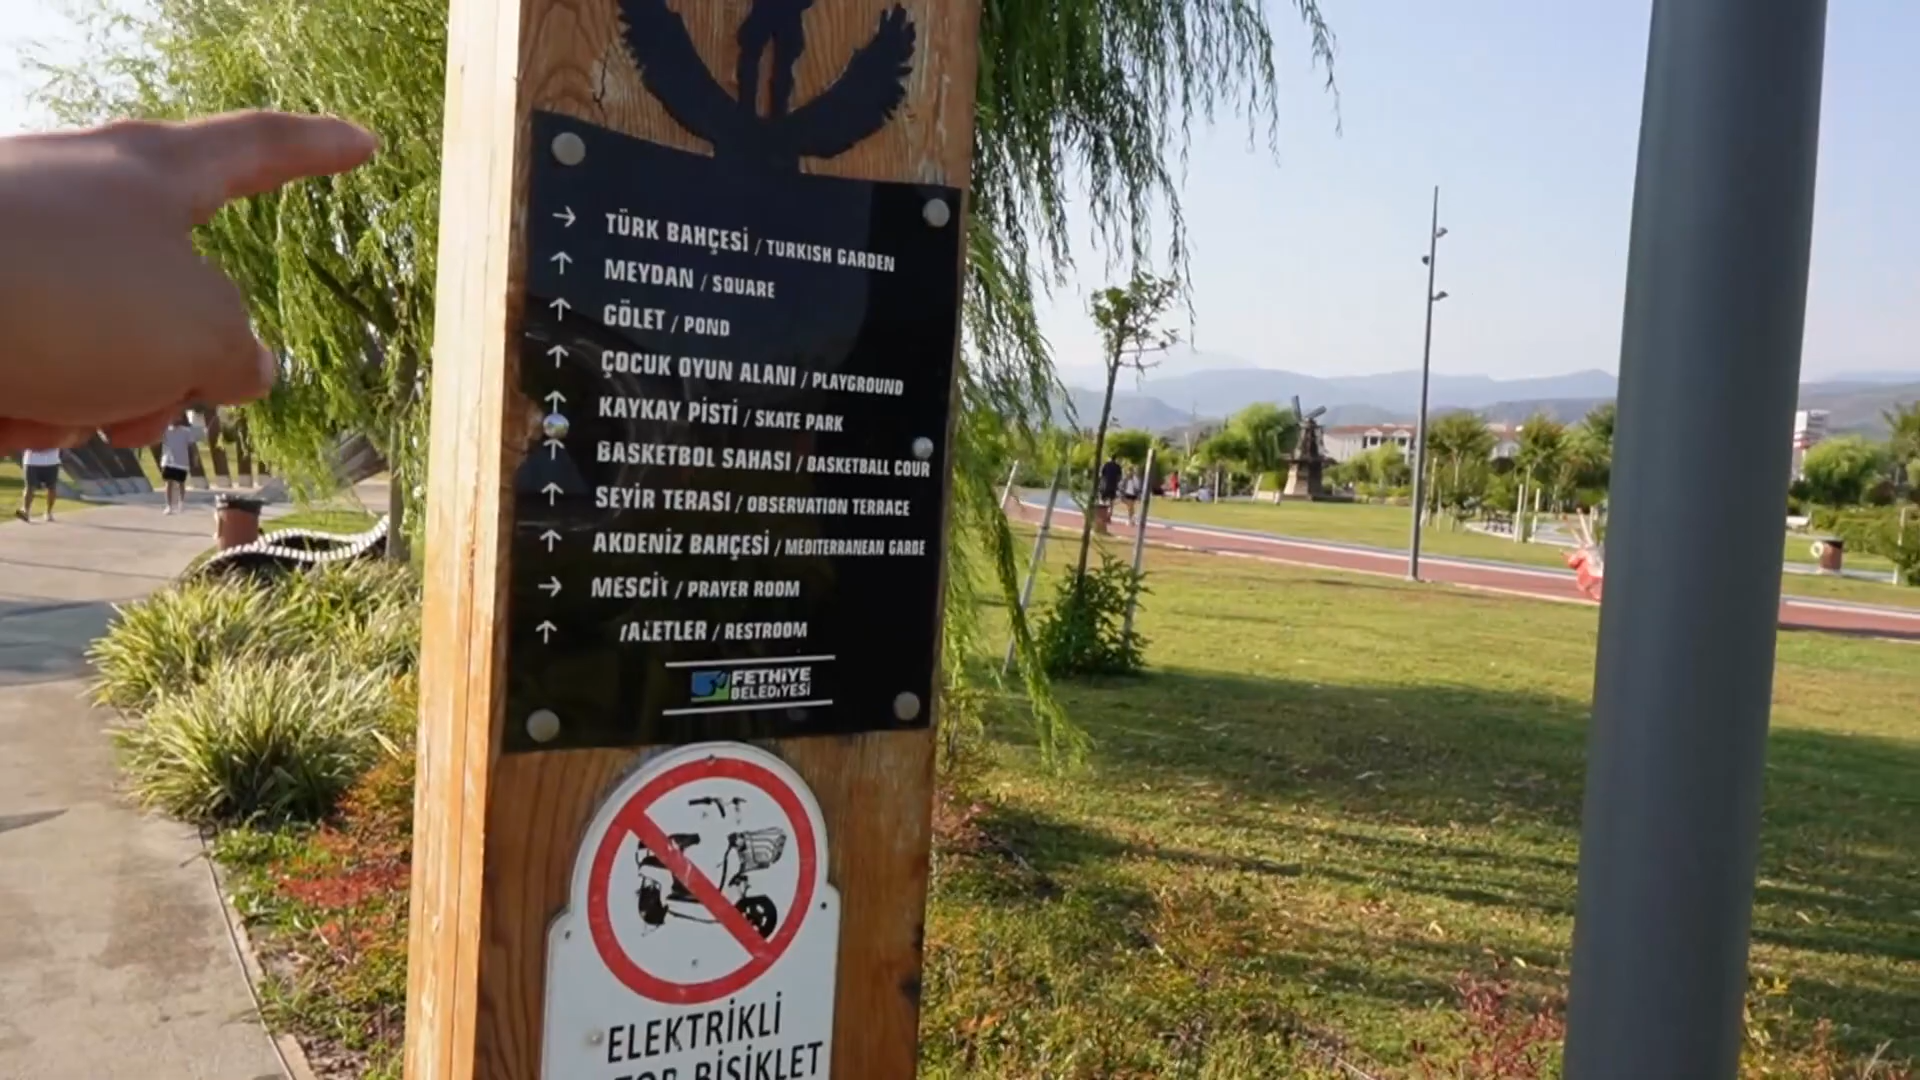 → TÜRK BAHÇESİ / TURKISH GARDEN
↑ MEYDAN / SQUARE
↑ GÖLET / POND
↑ ÇOCUK OYUN ALANI / PLAYGROUND
↑ KAYKAY PİSTİ / SKATE PARK
↑ BASKETBOL SAHASI / BASKETBALL COUR
↑ SEYİR TERASI / OBSERVATION TERRACE
↑ AKDENİZ BAHÇESİ / MEDITERRANEAN GARDE
→ MESCİT / PRAYER ROOM
↑ / RESTROOM
FETHİYE
BELEDİYESİ
ELEKTRİKLİ
BİSİKLET